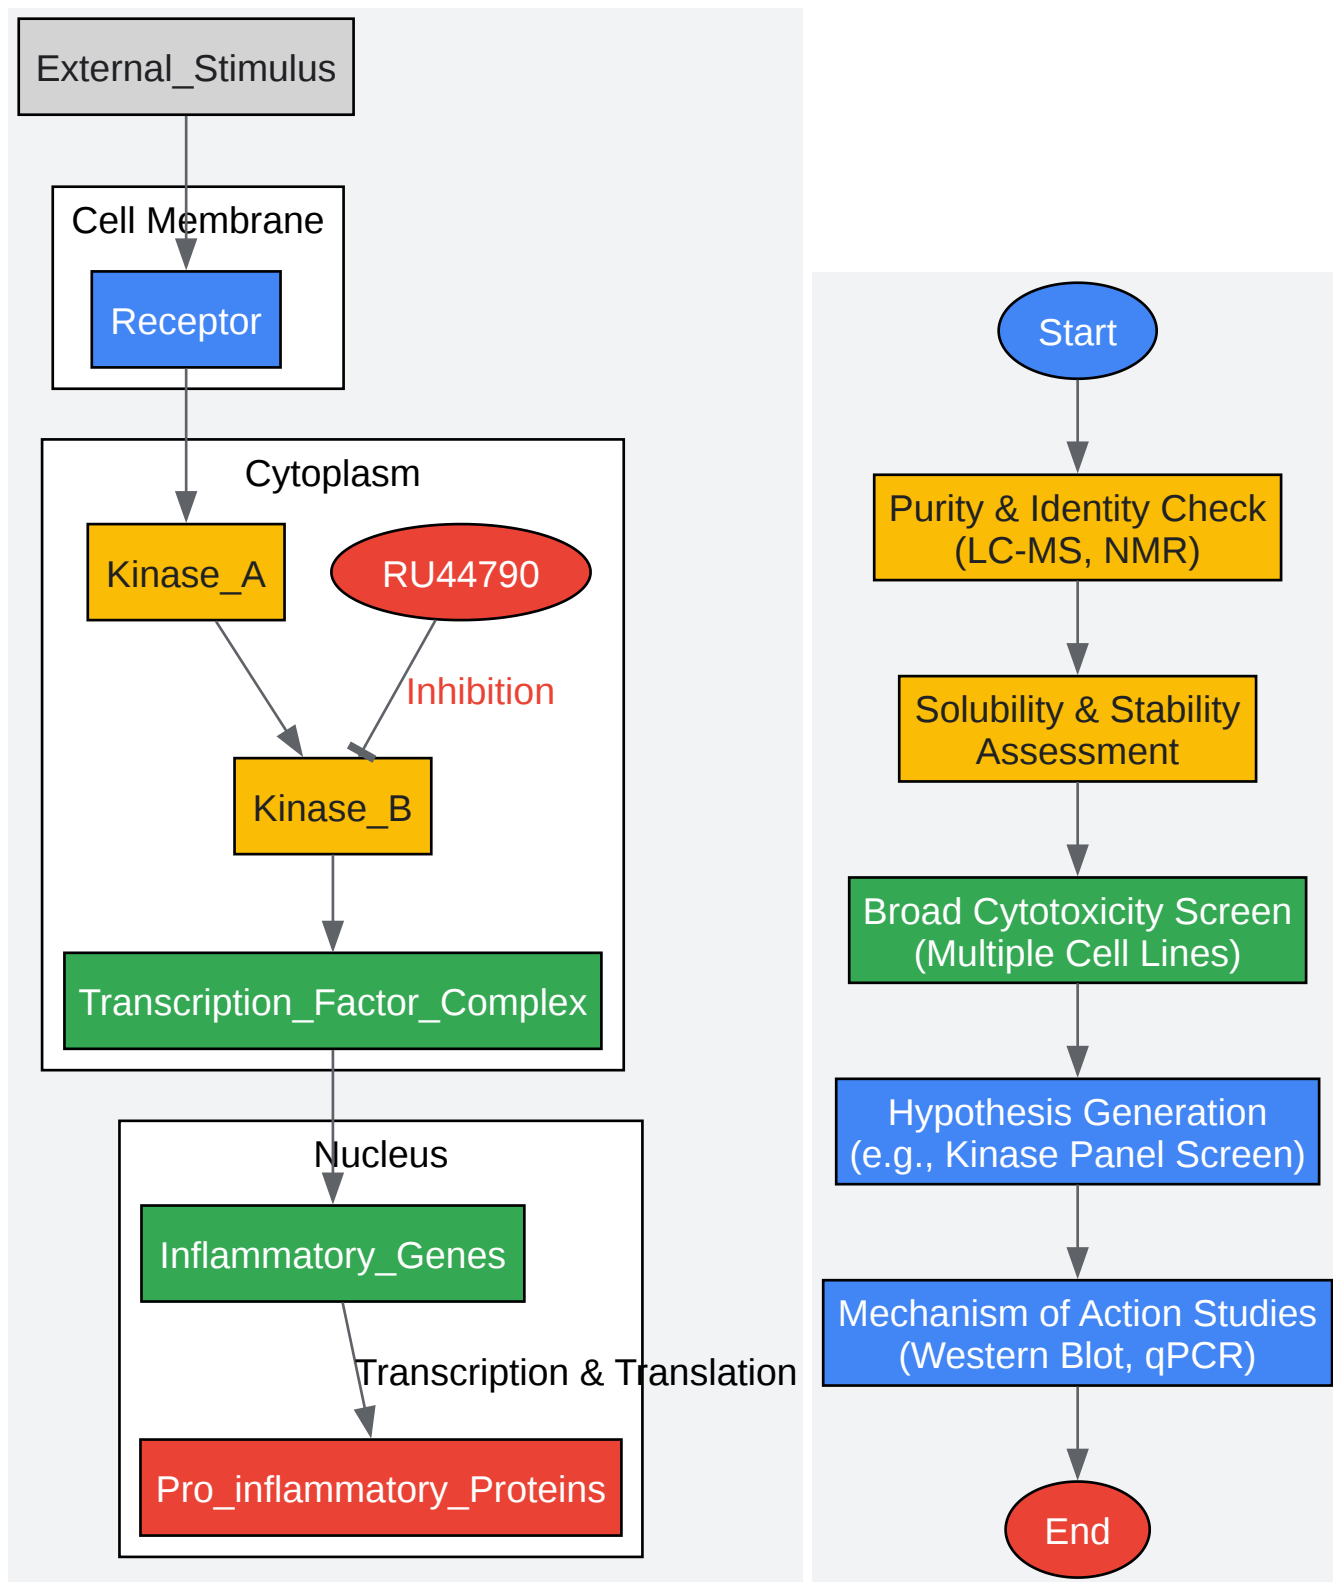 External_Stimulus
Cell Membrane
Receptor
Cytoplasm
Kinase_A
RU44790
Inhibition
Kinase_B
Transcription_Factor_Complex
Nucleus
Inflammatory_Genes
Transcription & Translation
Pro_inflammatory_Proteins
Start
Purity & Identity Check
(LC-MS, NMR)
Solubility & Stability
Assessment
Broad Cytotoxicity Screen
(Multiple Cell Lines)
Hypothesis Generation
(e.g., Kinase Panel Screen)
Mechanism of Action Studies
(Western Blot, qPCR)
End